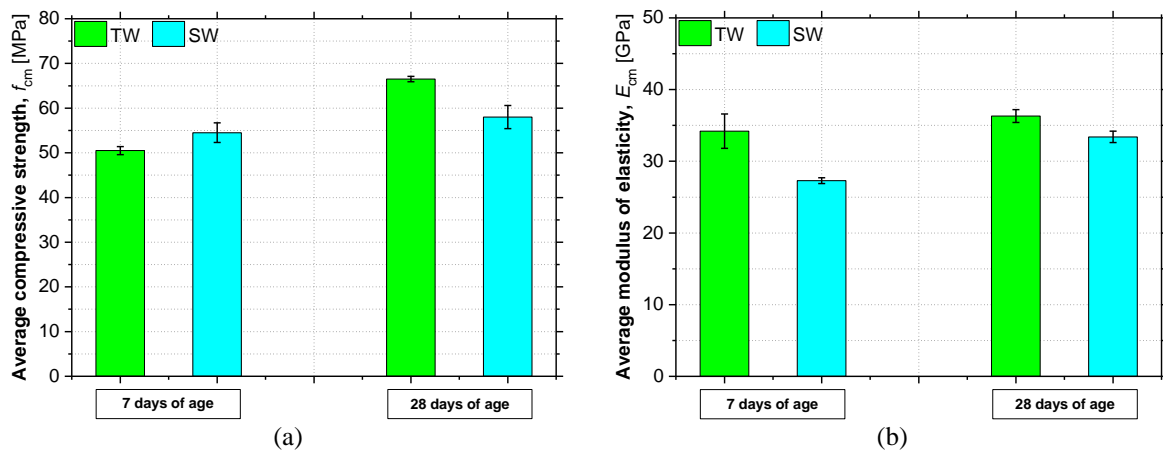 Average compressive strength, fcm [MPa]
80
70
60
50
40
30
20
10
0
TW SW
7 days of age
28 days of age
(a)
Average modulus of elasticity, Ecm [GPa]
50
40
30
20
10
0
TW SW
7 days of age
28 days of age
(b)